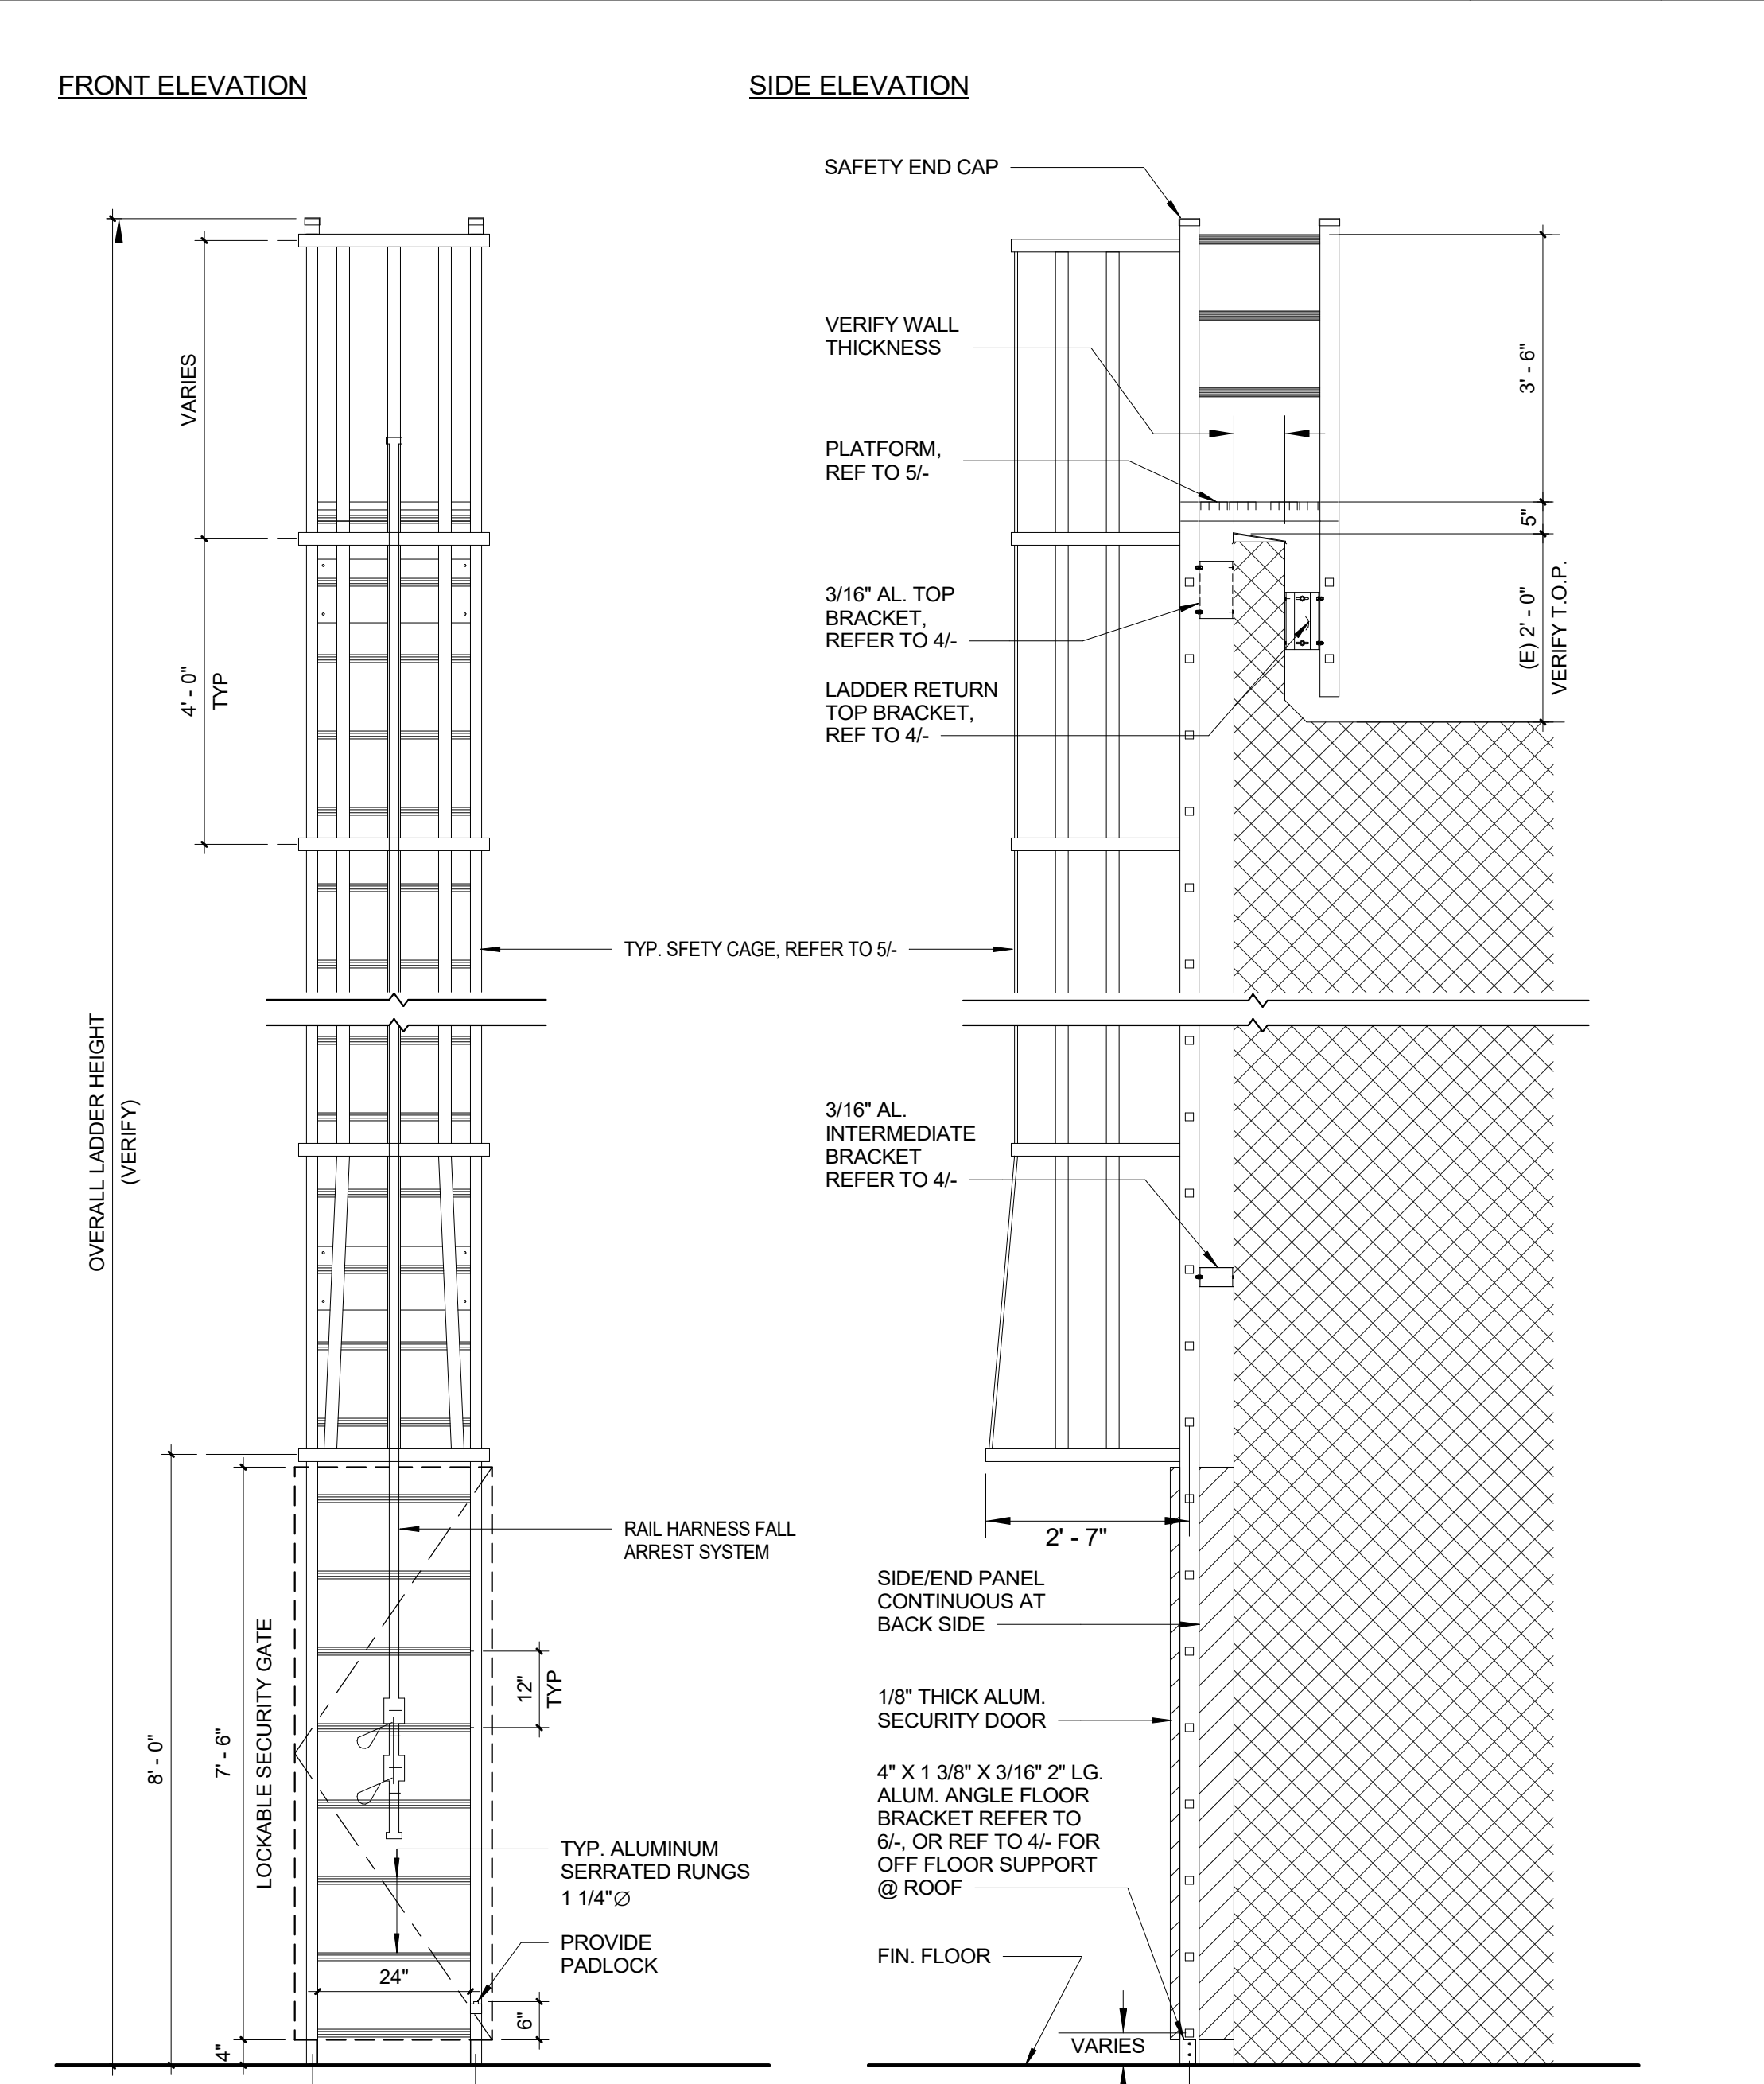 FRONT ELEVATION
SIDE ELEVATION
SAFETY END CAP
VERIFY WALL
THICKNESS
PLATFORM,
REF TO 5/-
3/16" AL. TOP
BRACKET,
REFER TO 4/-
LADDER RETURN
TOP BRACKET,
REF TO 4/-
3' - 6"
5"
(E) 2' - 0"
VERIFY T.O.P.
VARIES
4' - 0"
TYP
TYP. SFETY CAGE, REFER TO 5/-
OVERALL LADDER HEIGHT
(VERIFY)
3/16" AL.
INTERMEDIATE
BRACKET
REFER TO 4/-
2' - 7"
RAIL HARNESS FALL
ARREST SYSTEM
SIDE/END PANEL
CONTINUOUS AT
BACK SIDE
8' - 0"
7' - 6"
LOCKABLE SECURITY GATE
12"
TYP
1/8" THICK ALUM.
SECURITY DOOR
4" X 1 3/8" X 3/16" 2" LG.
ALUM. ANGLE FLOOR
BRACKET REFER TO
6/-, OR REF TO 4/- FOR
OFF FLOOR SUPPORT
@ ROOF
TYP. ALUMINUM
SERRATED RUNGS
1 1/4"∅
PROVIDE
PADLOCK
24"
6"
4"
FIN. FLOOR
VARIES